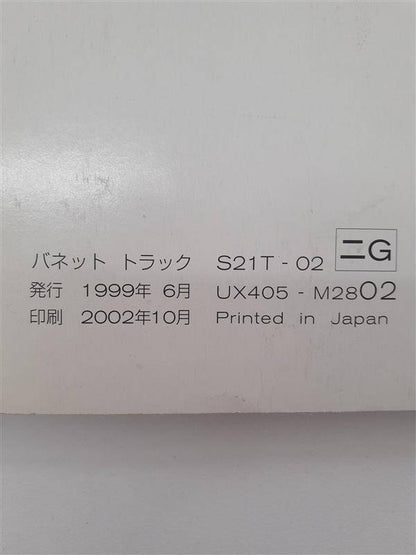 バネット トラック S21T - 02 ニG
発行 1999年 6月 UX405 - M2802
印刷 2002年10月 Printed in Japan